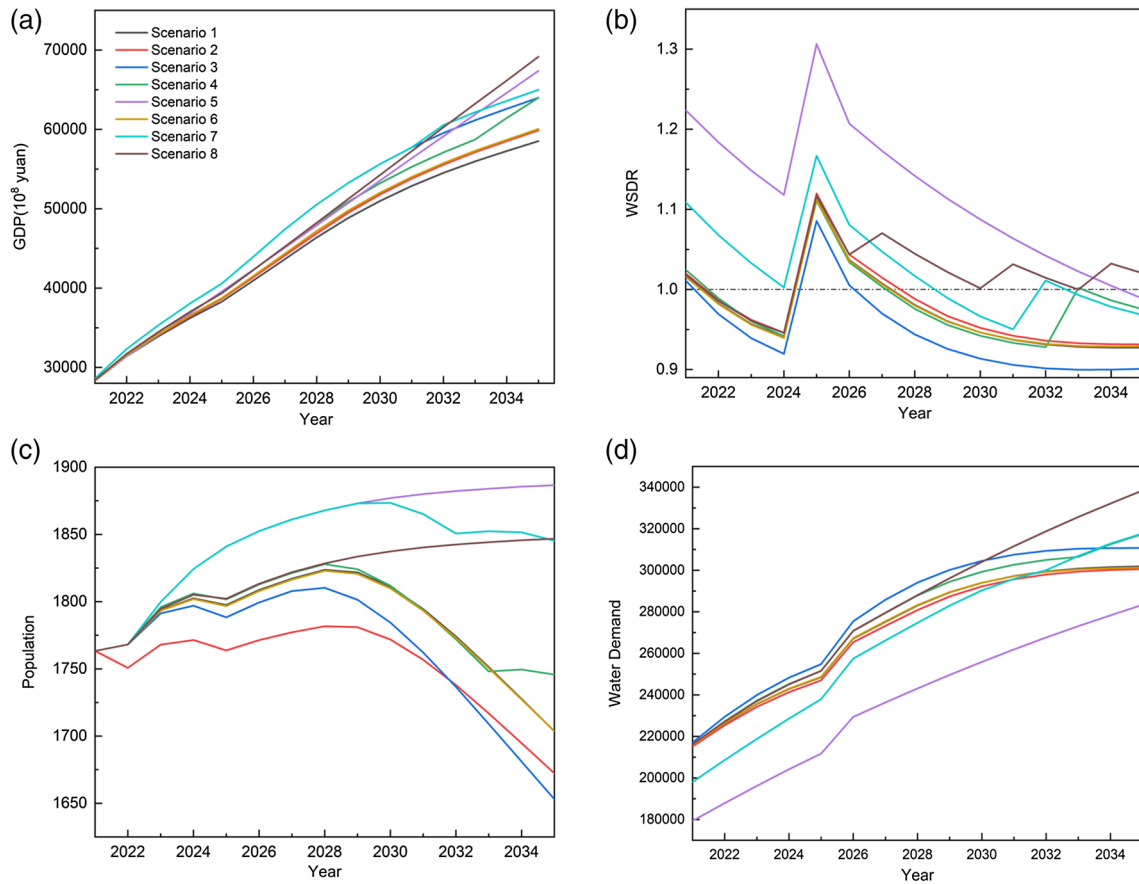 (a)
70000
60000
50000
40000
30000
GDP(10⁸ yuan)
Scenario 1
Scenario 2
Scenario 3
Scenario 4
Scenario 5
Scenario 6
Scenario 7
Scenario 8
2022 2024 2026 2028 2030 2032 2034
Year
(b)
1.3
1.2
1.1
1.0
0.9
WSDR
2022 2024 2026 2028 2030 2032 2034
Year
(c)
1900
1850
1800
1750
1700
1650
Population
2022 2024 2026 2028 2030 2032 2034
Year
(d)
340000
320000
300000
280000
260000
240000
220000
200000
180000
Water Demand
2022 2024 2026 2028 2030 2032 2034
Year